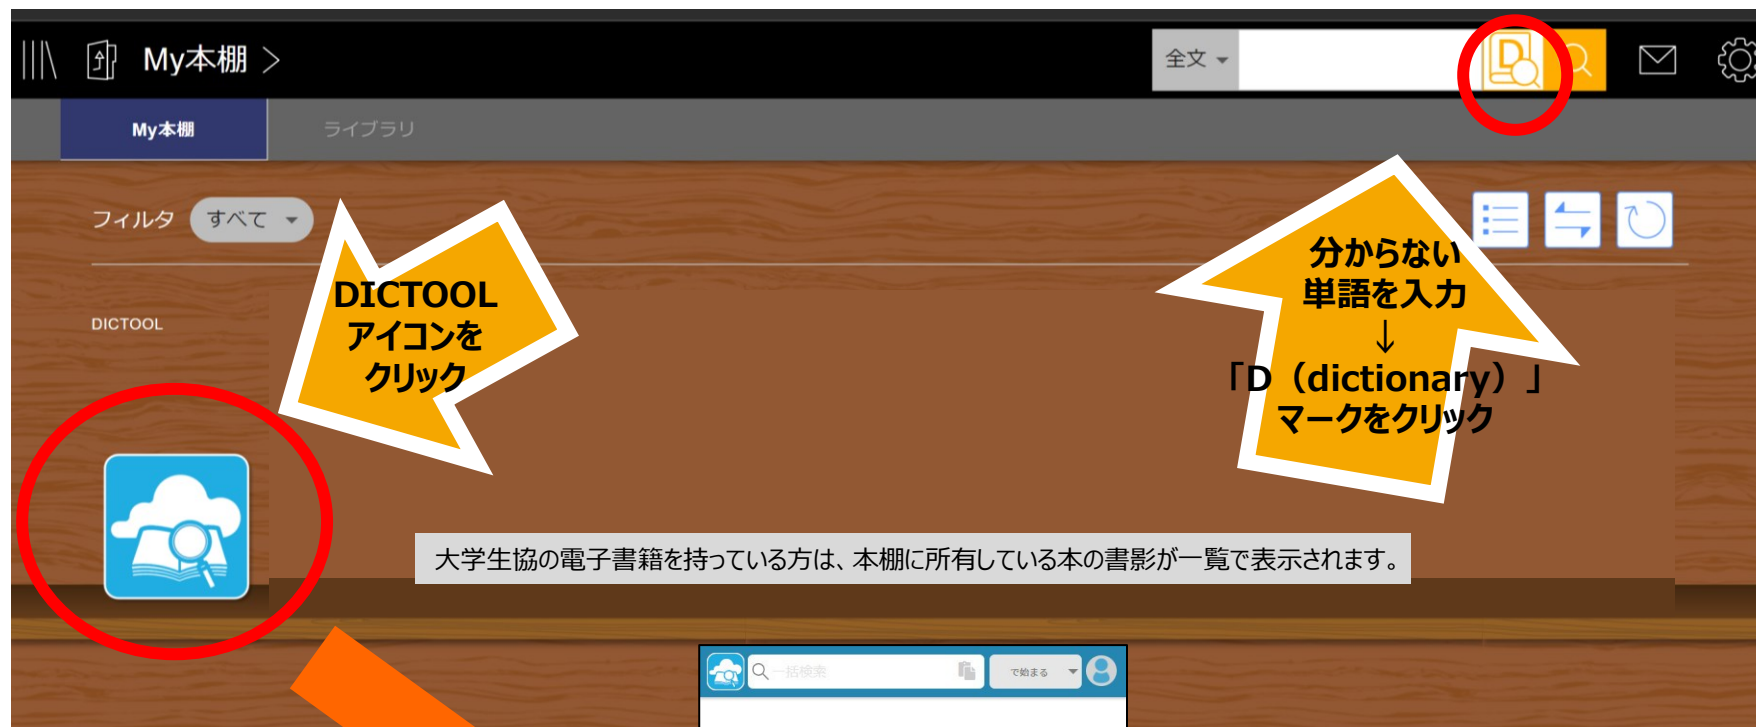 My本棚 >
全文
D
My本棚
ライブラリ
フィルタ
すべて
DICTOOL
アイコンを
クリック
分からない
単語を入力
↓
「D（dictionary）」
マークをクリック
DICTOOL
大学生協の電子書籍を持っている方は、本棚に所有している本の書影が一覧で表示されます。
一括検索
で始まる